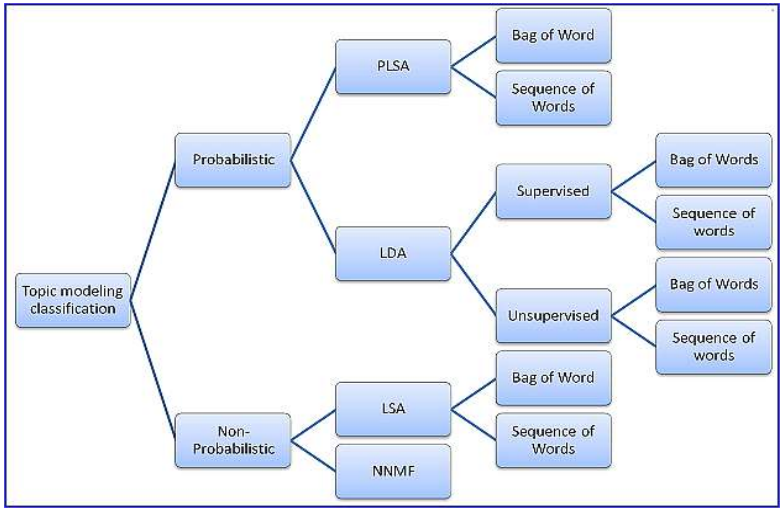 Topic modeling
classification
Probabilistic
PLSA
Bag of Word
Sequence of
Words
LDA
Supervised
Bag of Words
Sequence of
words
Unsupervised
Bag of Words
Sequence of
words
Non-
Probabilistic
LSA
Bag of Word
Sequence of
Words
NNMF